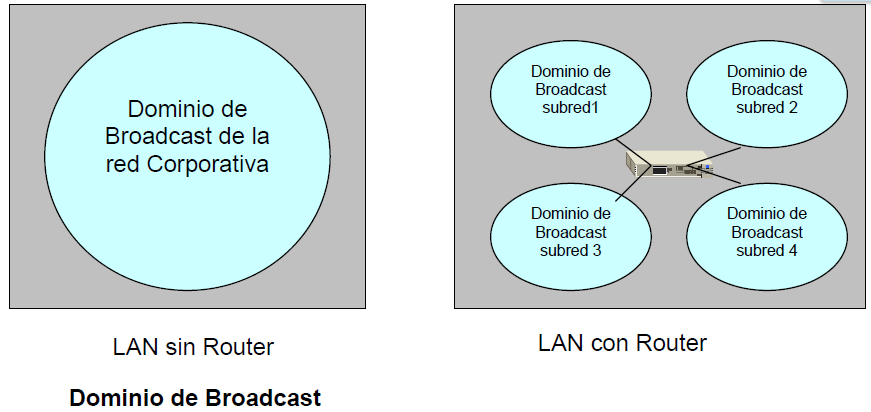 Dominio de
Broadcast de la
red Corporativa
Dominio de
Broadcast
subred1
Dominio de
Broadcast
subred 2
Dominio de
Broadcast
subred 3
Dominio de
Broadcast
subred 4
LAN sin Router
LAN con Router
Dominio de Broadcast